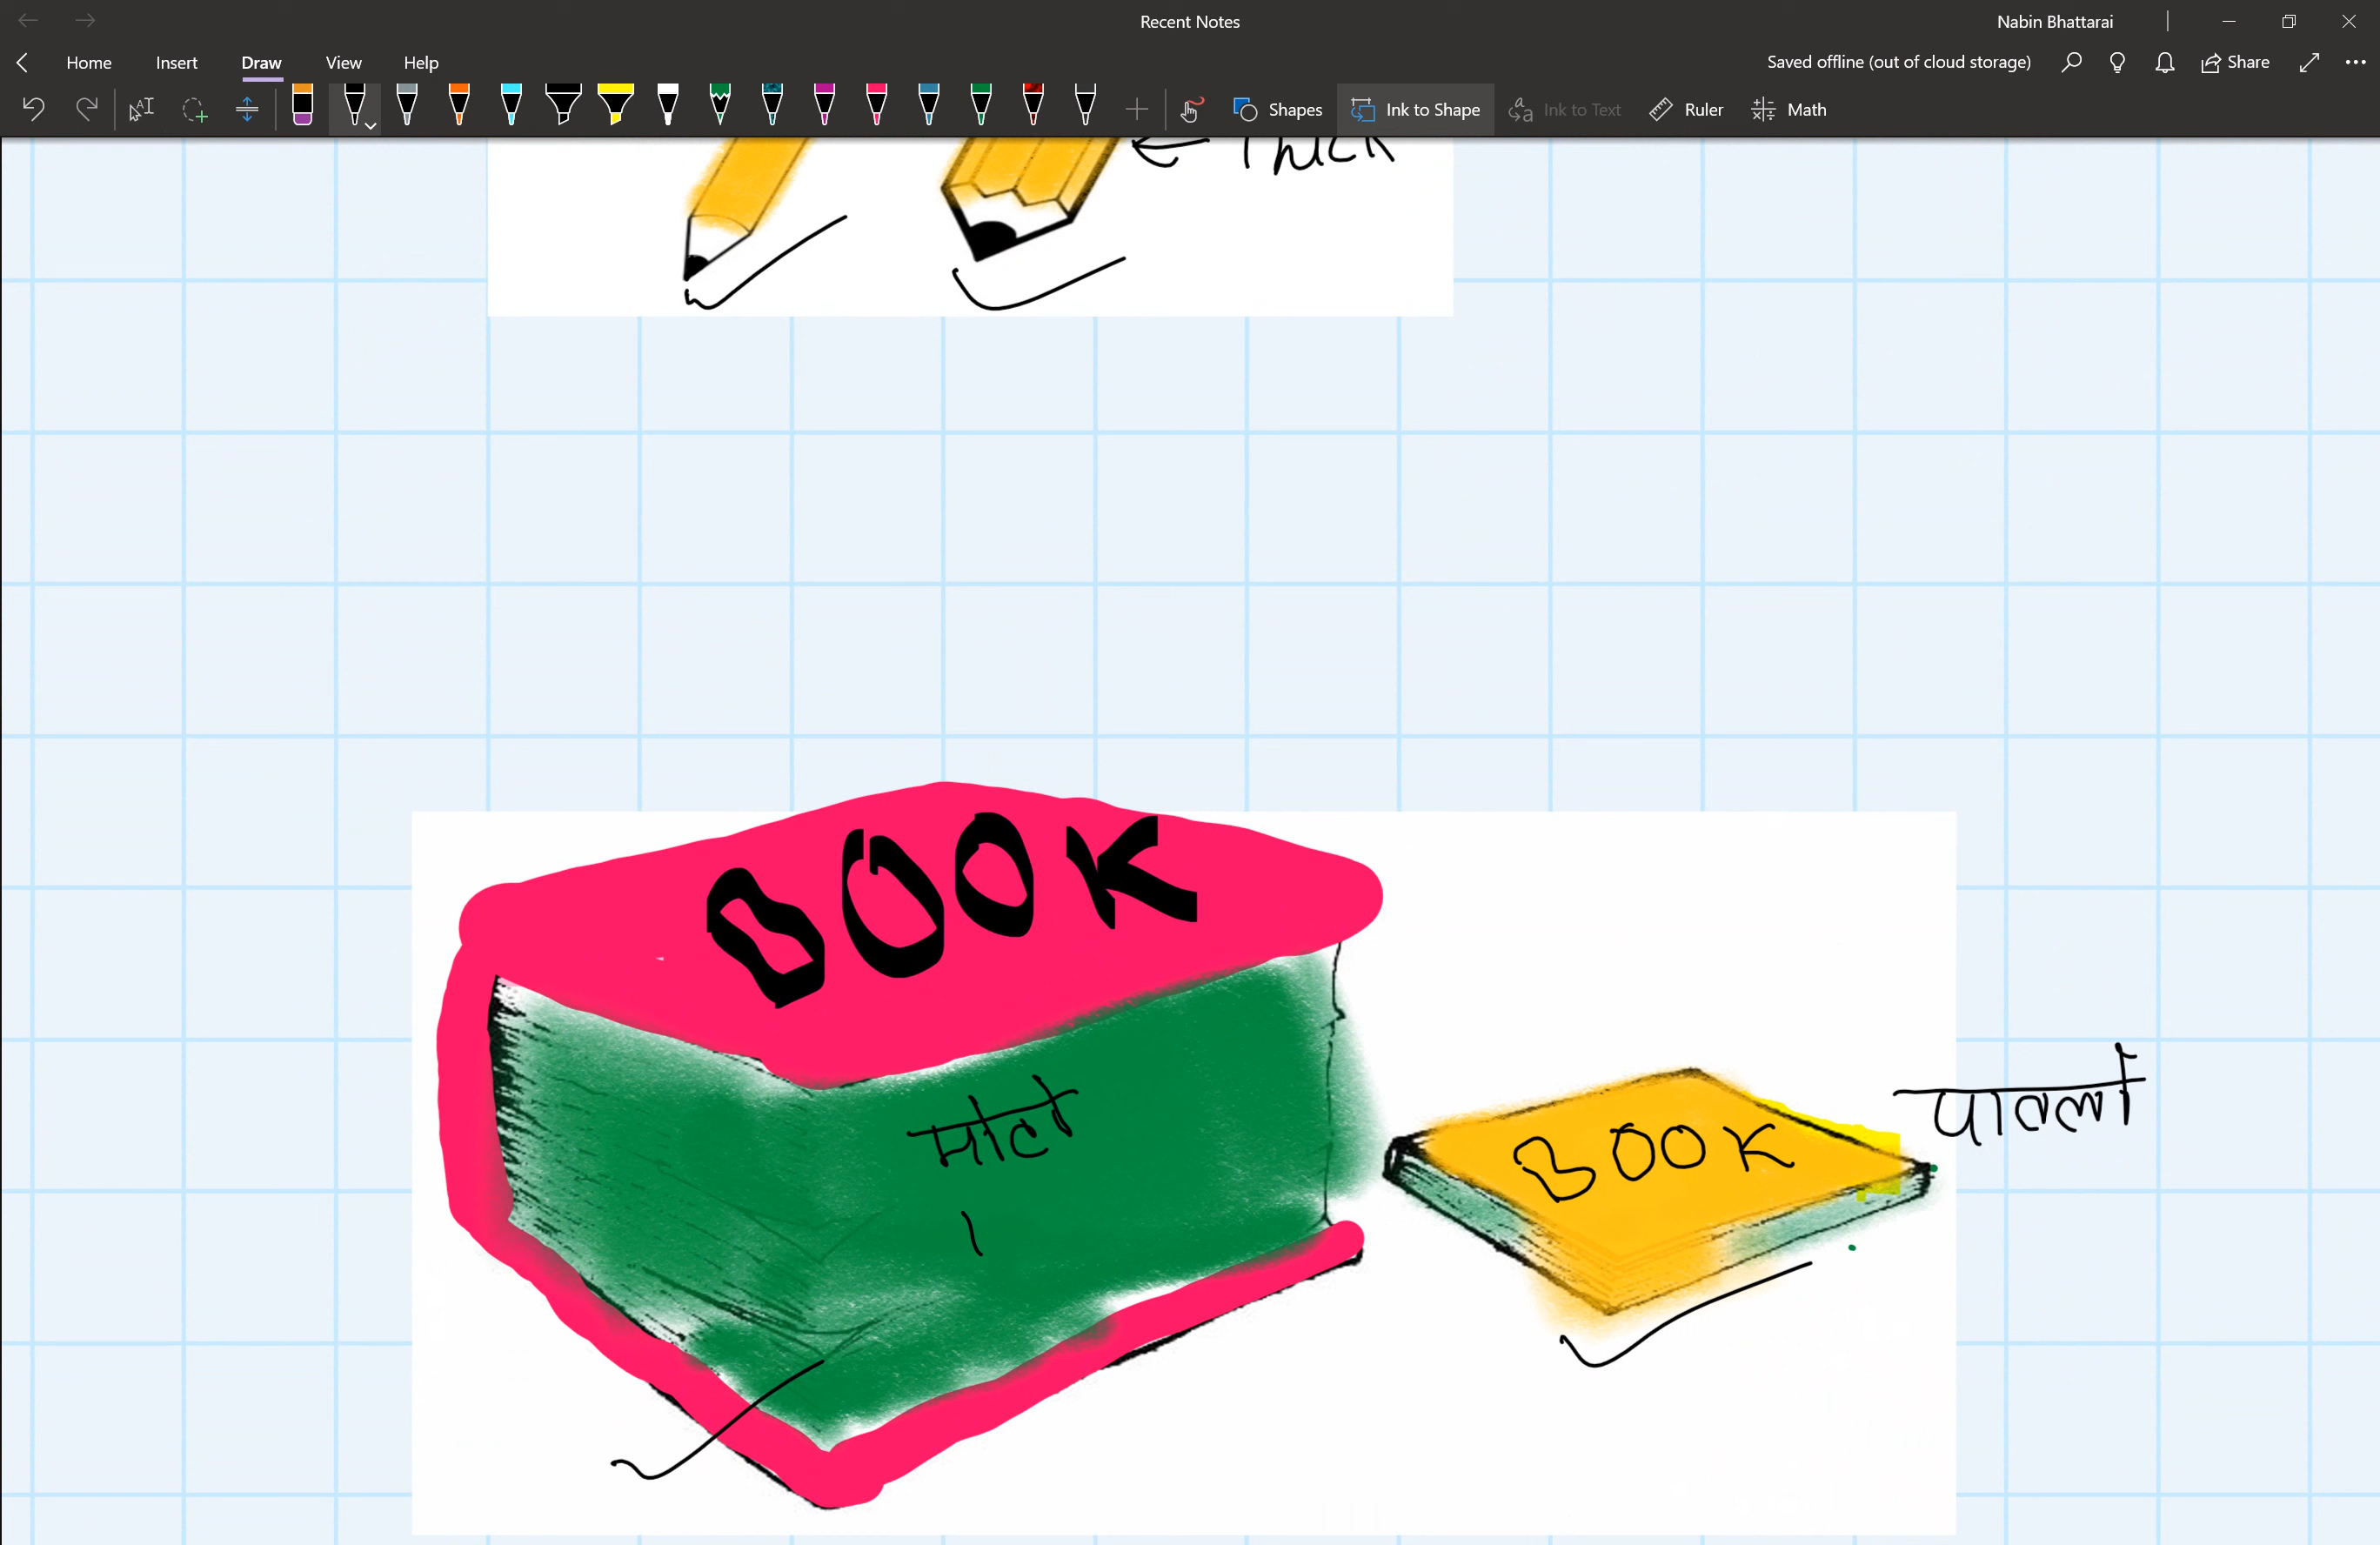 Recent Notes
Nabin Bhattarai
Home Insert Draw View Help
Saved offline (out of cloud storage)
Share
Shapes
Ink to Shape
Ink to Text
Ruler
Math
Thick
BOOK
मोटो
BOOK
पातलो